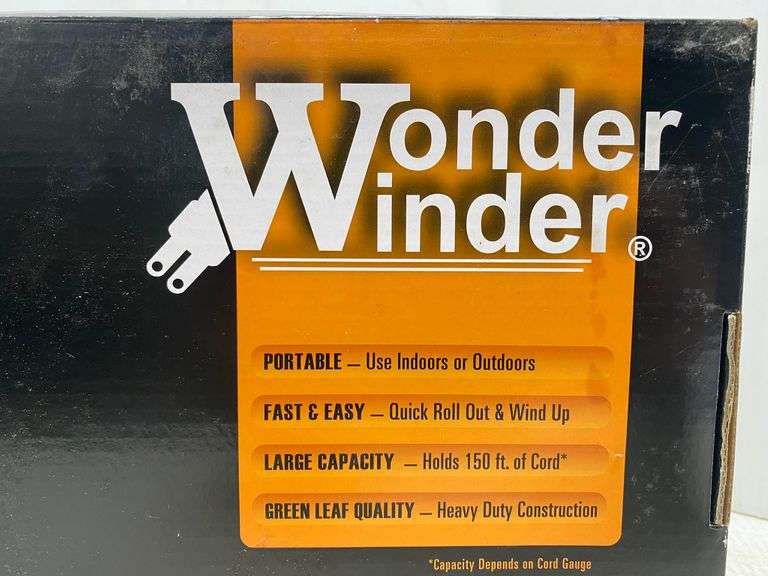 Wonder
Winder®
PORTABLE – Use Indoors or Outdoors
FAST & EASY – Quick Roll Out & Wind Up
LARGE CAPACITY – Holds 150 ft. of Cord*
GREEN LEAF QUALITY – Heavy Duty Construction
*Capacity Depends on Cord Gauge